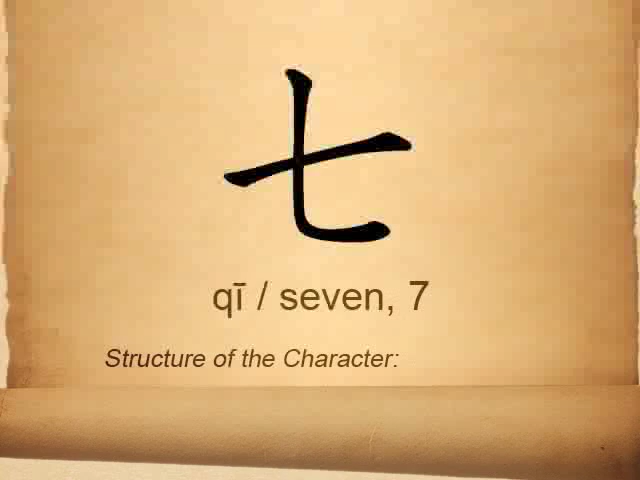 七
qī / seven, 7
Structure of the Character: